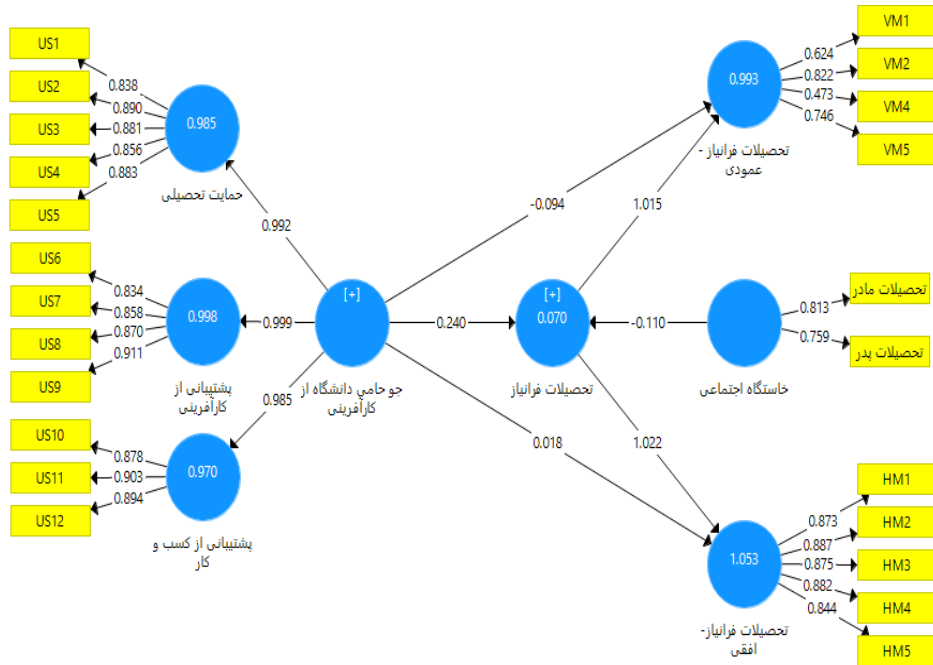 US1
US2
US3
US4
US5
0.838
0.890
0.881
0.856
0.883
0.985
حمایت تحصیلی
0.992
US6
US7
US8
US9
0.834
0.858
0.870
0.911
0.998
پشتیبانی از
کارآفرینی
0.999
US10
US11
US12
0.878
0.903
0.894
0.970
پشتیبانی از کسب و
کار
0.985
[+]
جو حامی دانشگاه از
کارآفرینی
0.240
-0.094
0.018
[+]
0.070
تحصیلات فرانیاز
1.015
1.022
-0.110
خاستگاه اجتماعی
0.813
0.759
تحصیلات مادر
تحصیلات پدر
0.993
تحصیلات فرانیاز -
عمودی
0.624
0.822
0.473
0.746
VM1
VM2
VM4
VM5
1.053
تحصیلات فرانیاز-
افقی
0.873
0.887
0.875
0.882
0.844
HM1
HM2
HM3
HM4
HM5